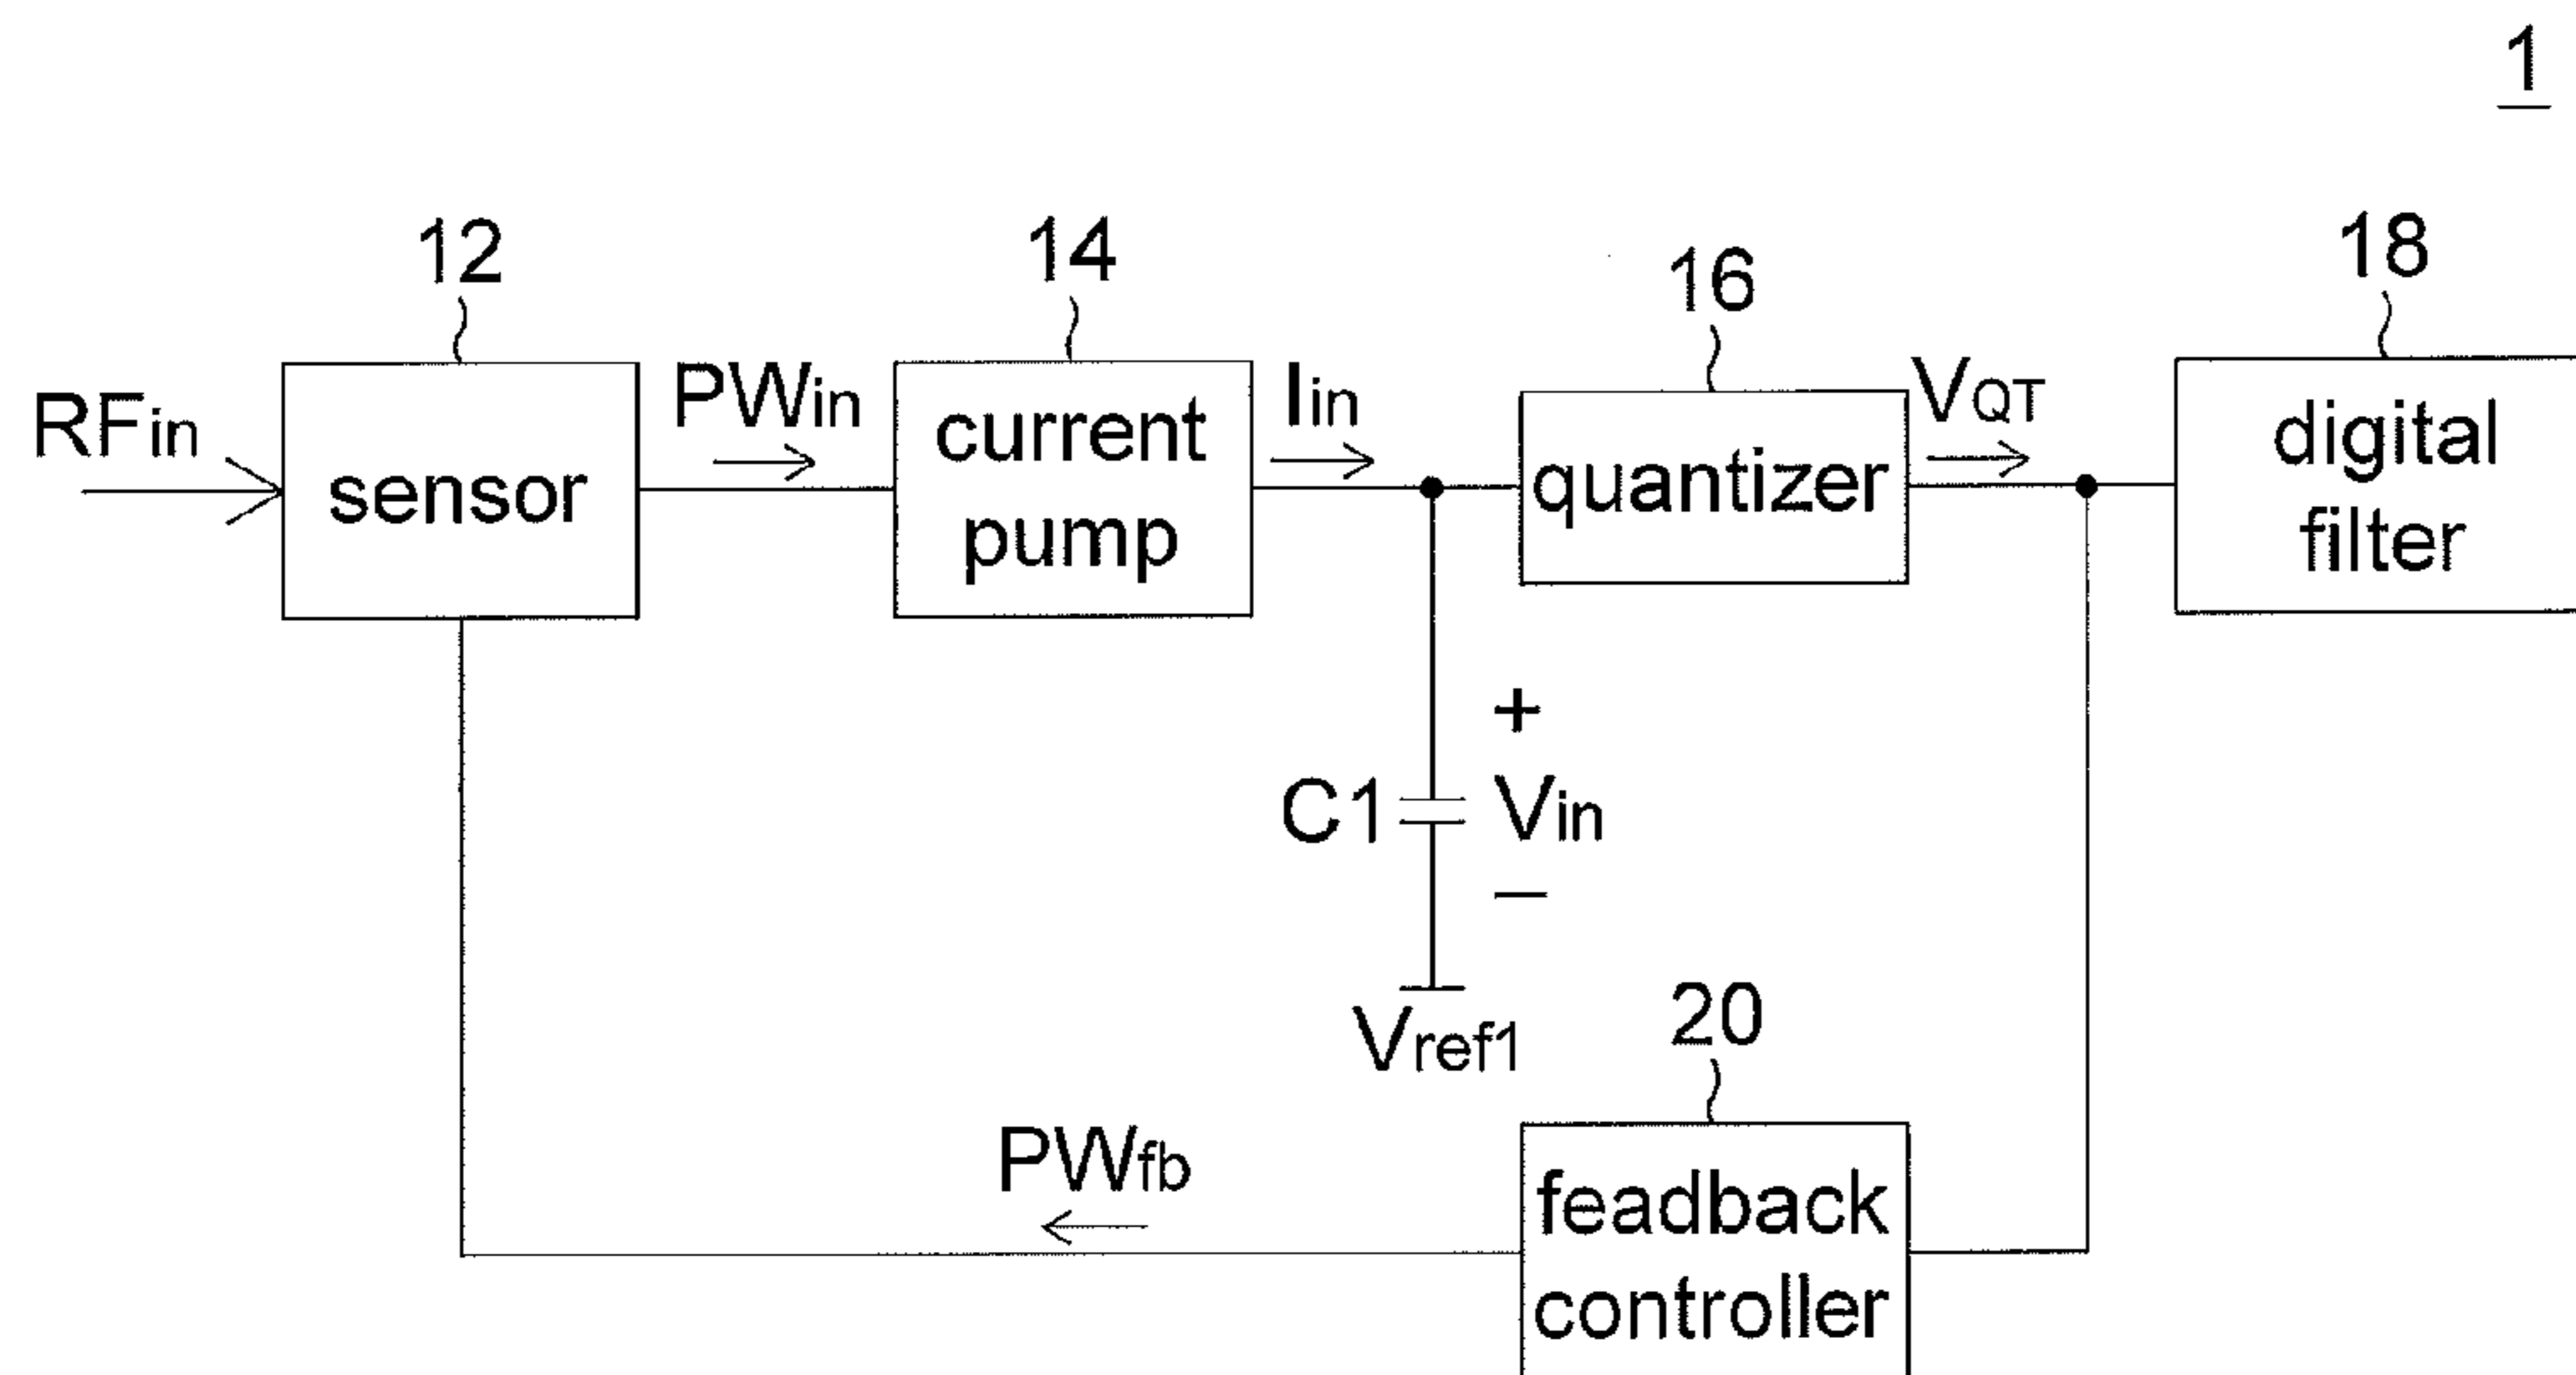 1
12
14
16
18
RFin
sensor
PWin
current
pump
Iin
quantizer
VQT
digital
filter
+
C1
Vin
–
Vref1
20
PWfb
feadback
controller